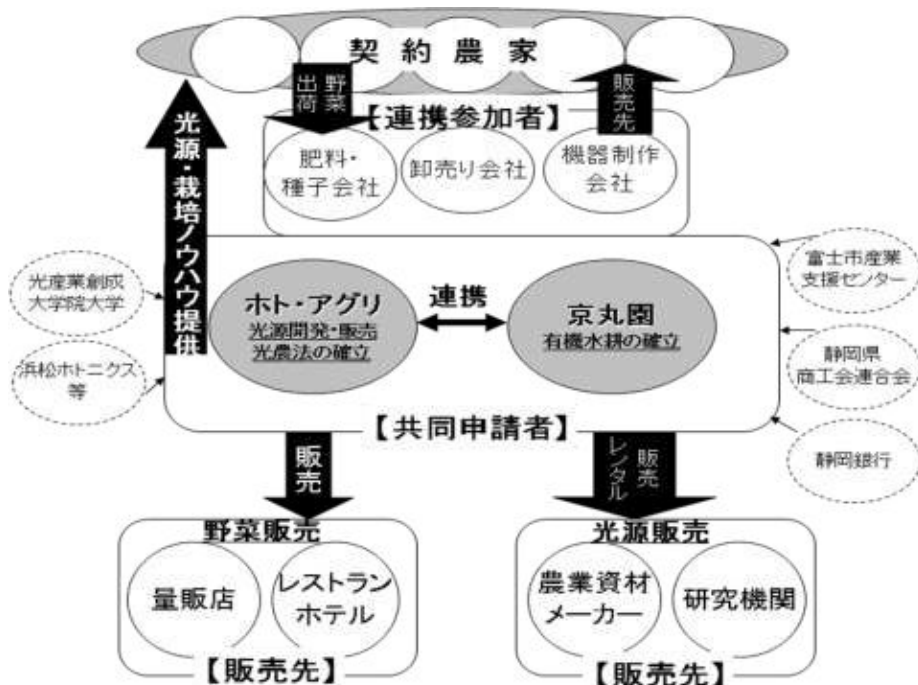 契約農家
野菜
出荷
販売先
【連携参加者】
肥料・
種子会社
卸売り会社
機器制作
会社
光源・栽培ノウハウ提供
光産業創成
大学院大学
浜松ホトニクス
等
ホト・アグリ
光源開発・販売
光農法の確立
連携
京丸園
有機水耕の確立
富士市産業
支援センター
静岡県
商工会連合会
静岡銀行
【共同申請者】
販売
販売
レンタル
野菜販売
量販店
レストラン
ホテル
【販売先】
光源販売
農業資材
メーカー
研究機関
【販売先】